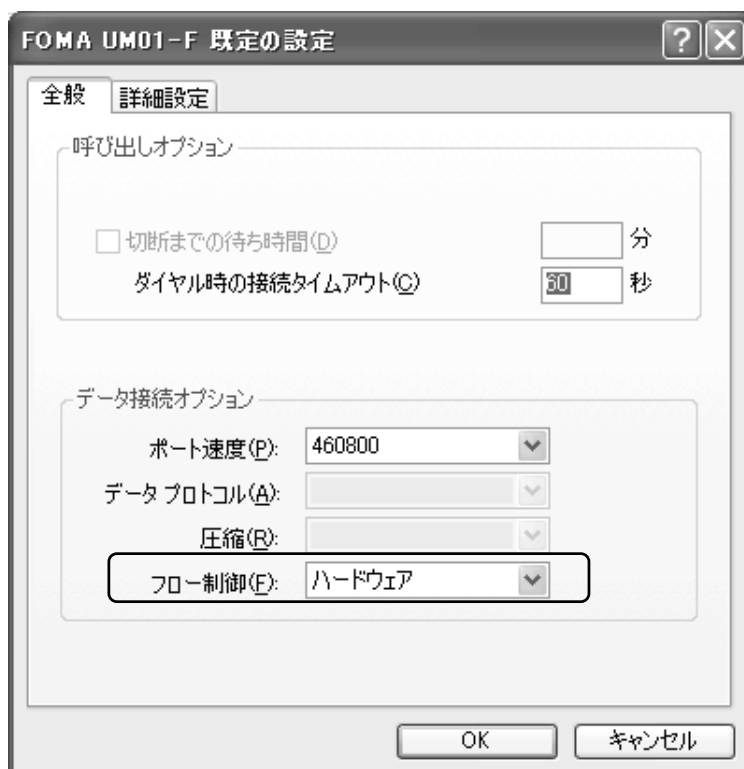 FOMA UM01-F 既定の設定
全般 詳細設定
呼び出しオプション
切断までの待ち時間(D) 分
ダイヤル時の接続タイムアウト(C) 60 秒
データ接続オプション
ポート速度(P): 460800
データ プロトコル(A):
圧縮(R):
フロー制御(F): ハードウェア
OK キャンセル